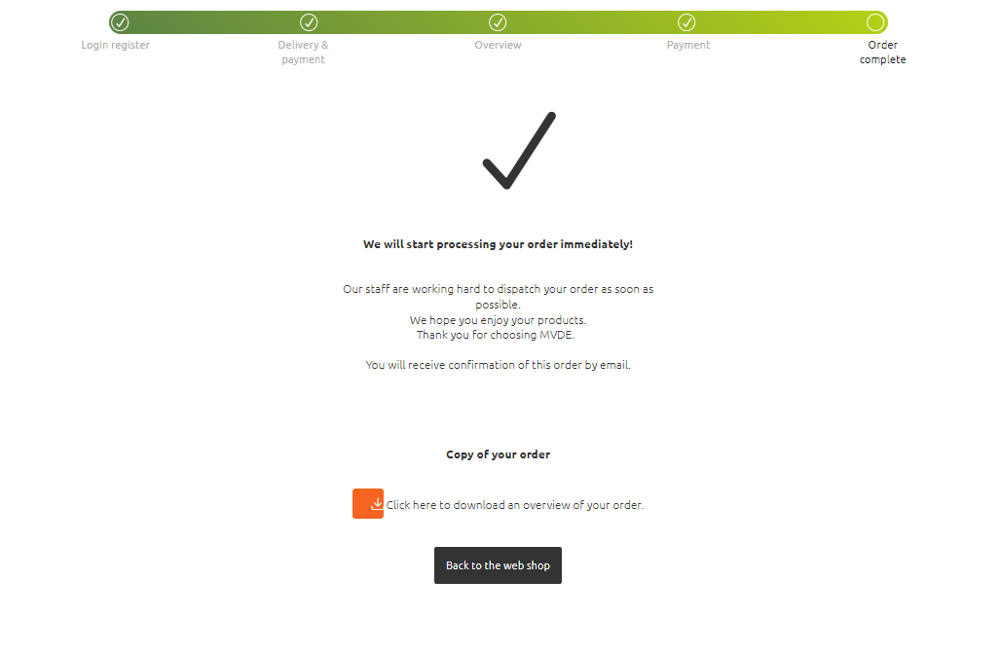 Login register
Delivery &
payment
Overview
Payment
Order
complete
We will start processing your order immediately!
Our staff are working hard to dispatch your order as soon as
possible.
We hope you enjoy your products.
Thank you for choosing MVDE.
You will receive confirmation of this order by email.
Copy of your order
Click here to download an overview of your order.
Back to the web shop